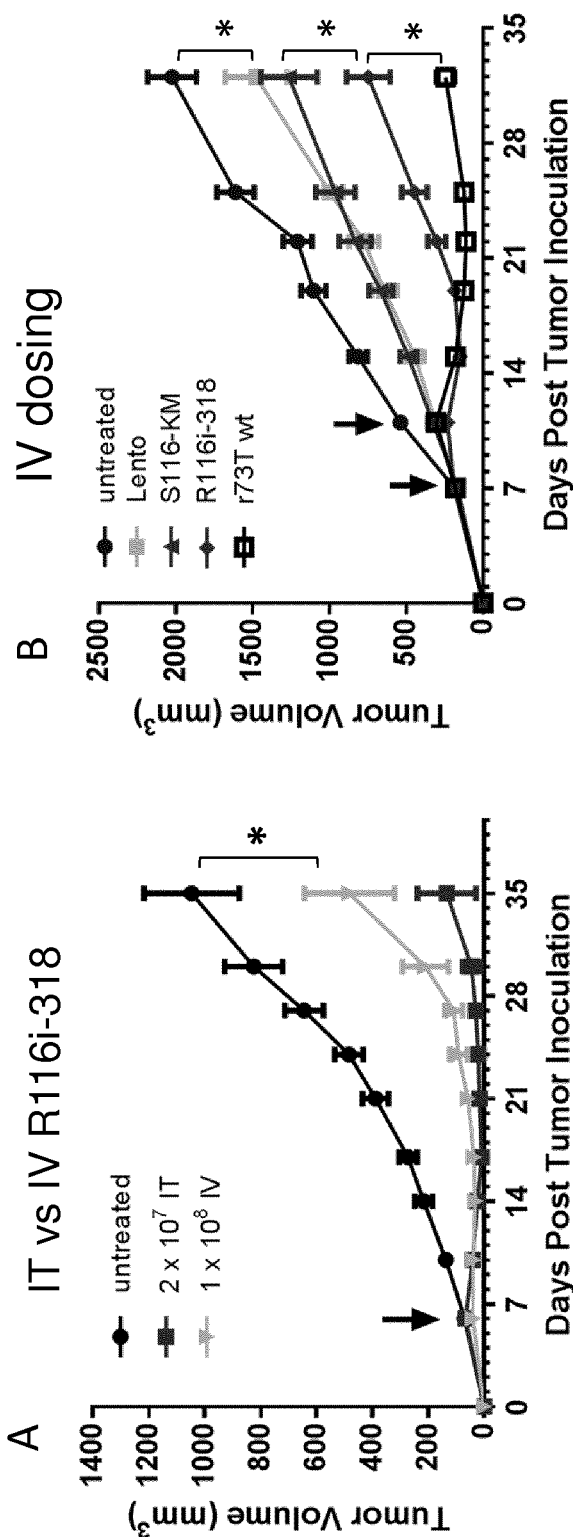 A
IT vs IV R116i-318
untreated
2 x 10⁷ IT
1 x 10⁸ IV
Tumor Volume (mm³)
1400
1200
1000
800
600
400
200
0
*
0 7 14 21 28 35
Days Post Tumor Inoculation
B
IV dosing
untreated
Lento
S116-KM
R116i-318
r73T wt
Tumor Volume (mm³)
2500
2000
1500
1000
500
0
*
*
*
0 7 14 21 28 35
Days Post Tumor Inoculation